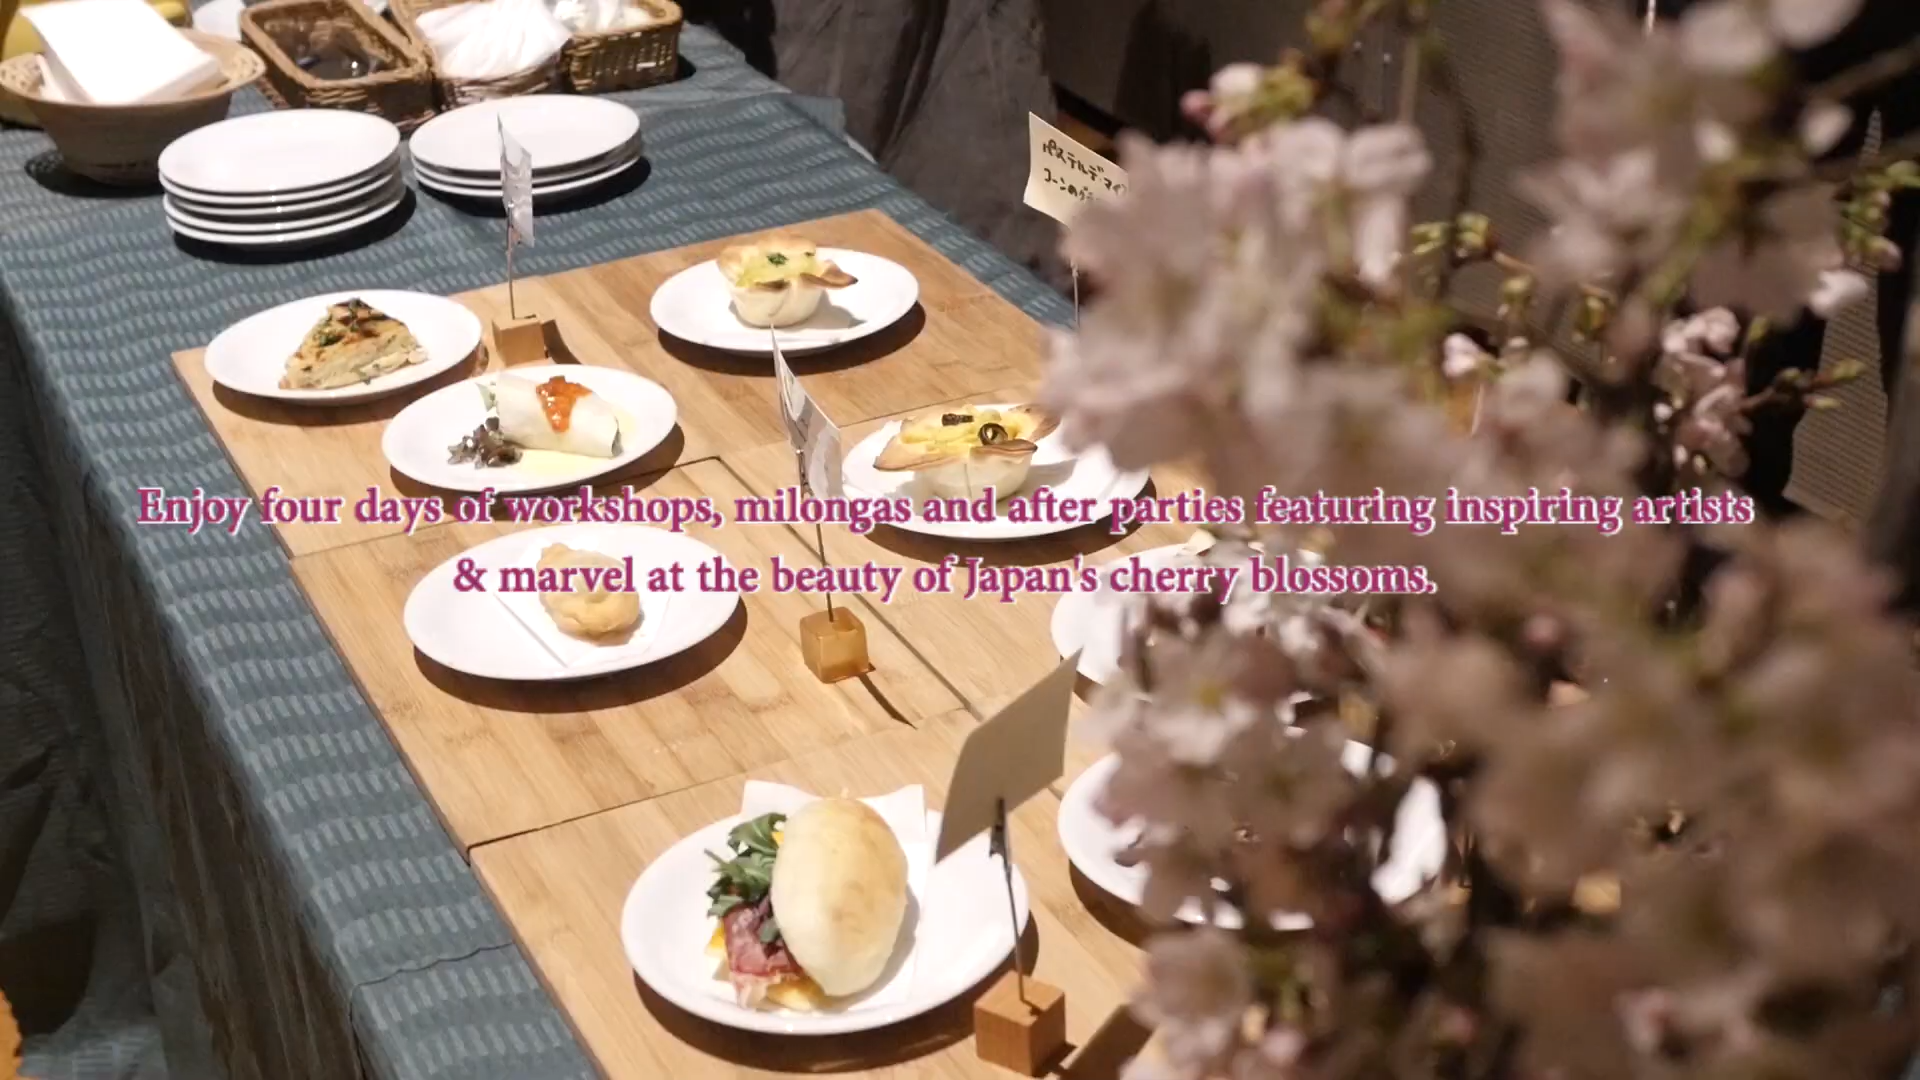 パステルデ マイ
コーンの
Enjoy four days of workshops, milongas and after parties featuring inspiring artists
& marvel at the beauty of Japan's cherry blossoms.